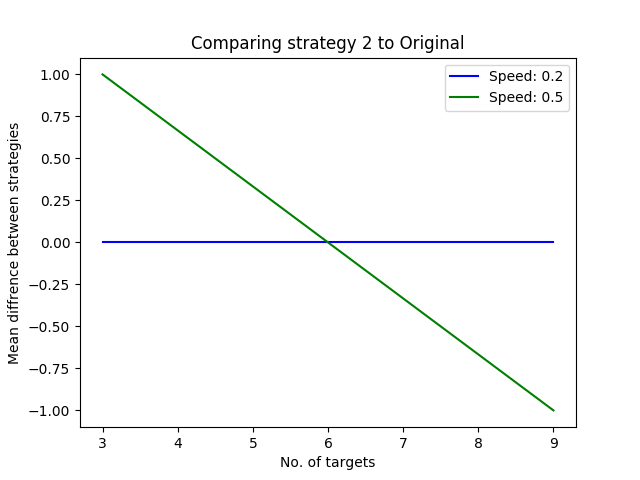 Comparing strategy 2 to Original
Speed: 0.2
Speed: 0.5
Mean diffrence between strategies
1.00
0.75
0.50
0.25
0.00
−0.25
−0.50
−0.75
−1.00
3 4 5 6 7 8 9
No. of targets